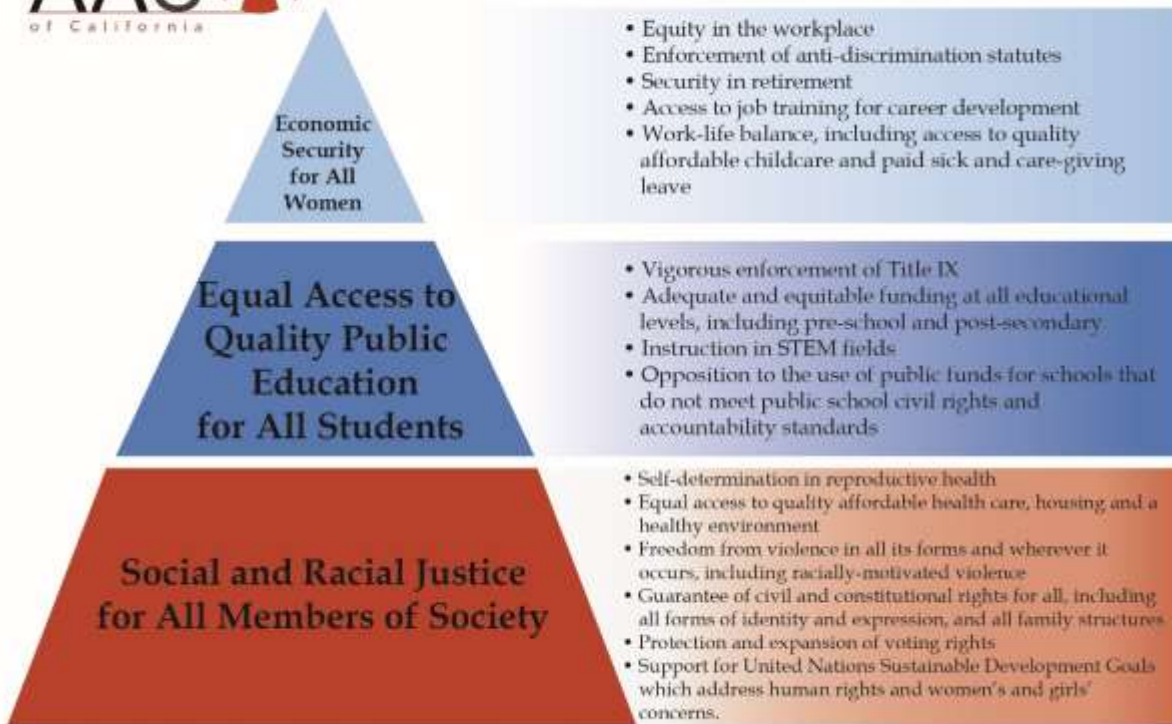 of California
Economic
Security
for All
Women
• Equity in the workplace
• Enforcement of anti-discrimination statutes
• Security in retirement
• Access to job training for career development
• Work-life balance, including access to quality
affordable childcare and paid sick and care-giving
leave
Equal Access to
Quality Public
Education
for All Students
• Vigorous enforcement of Title IX
• Adequate and equitable funding at all educational
levels, including pre-school and post-secondary
• Instruction in STEM fields
• Opposition to the use of public funds for schools that
do not meet public school civil rights and
accountability standards
Social and Racial Justice
for All Members of Society
• Self-determination in reproductive health
• Equal access to quality affordable health care, housing and a
healthy environment
• Freedom from violence in all its forms and wherever it
occurs, including racially-motivated violence
• Guarantee of civil and constitutional rights for all, including
all forms of identity and expression, and all family structures
• Protection and expansion of voting rights
• Support for United Nations Sustainable Development Goals
which address human rights and women's and girls'
concerns.